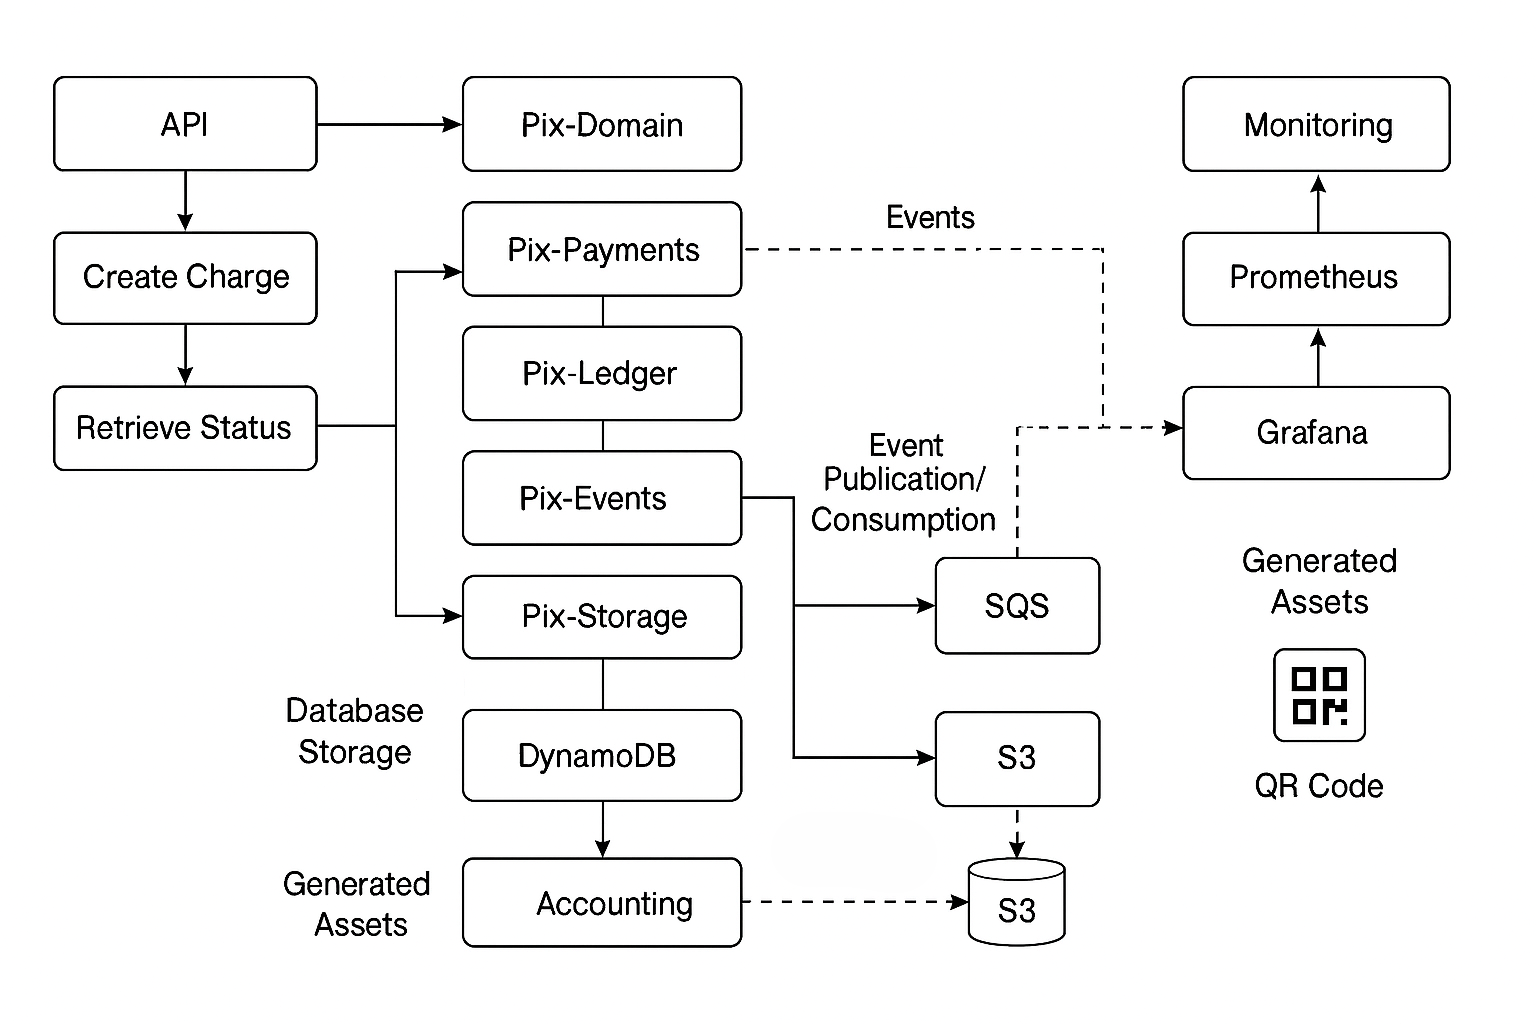 API
Pix-Domain
Monitoring
Create Charge
Pix-Payments
Events
Prometheus
Retrieve Status
Pix-Ledger
Grafana
Pix-Events
Event
Publication/
Consumption
Pix-Storage
SQS
Generated
Assets
Database
Storage
DynamoDB
S3
QR Code
Generated
Assets
Accounting
S3